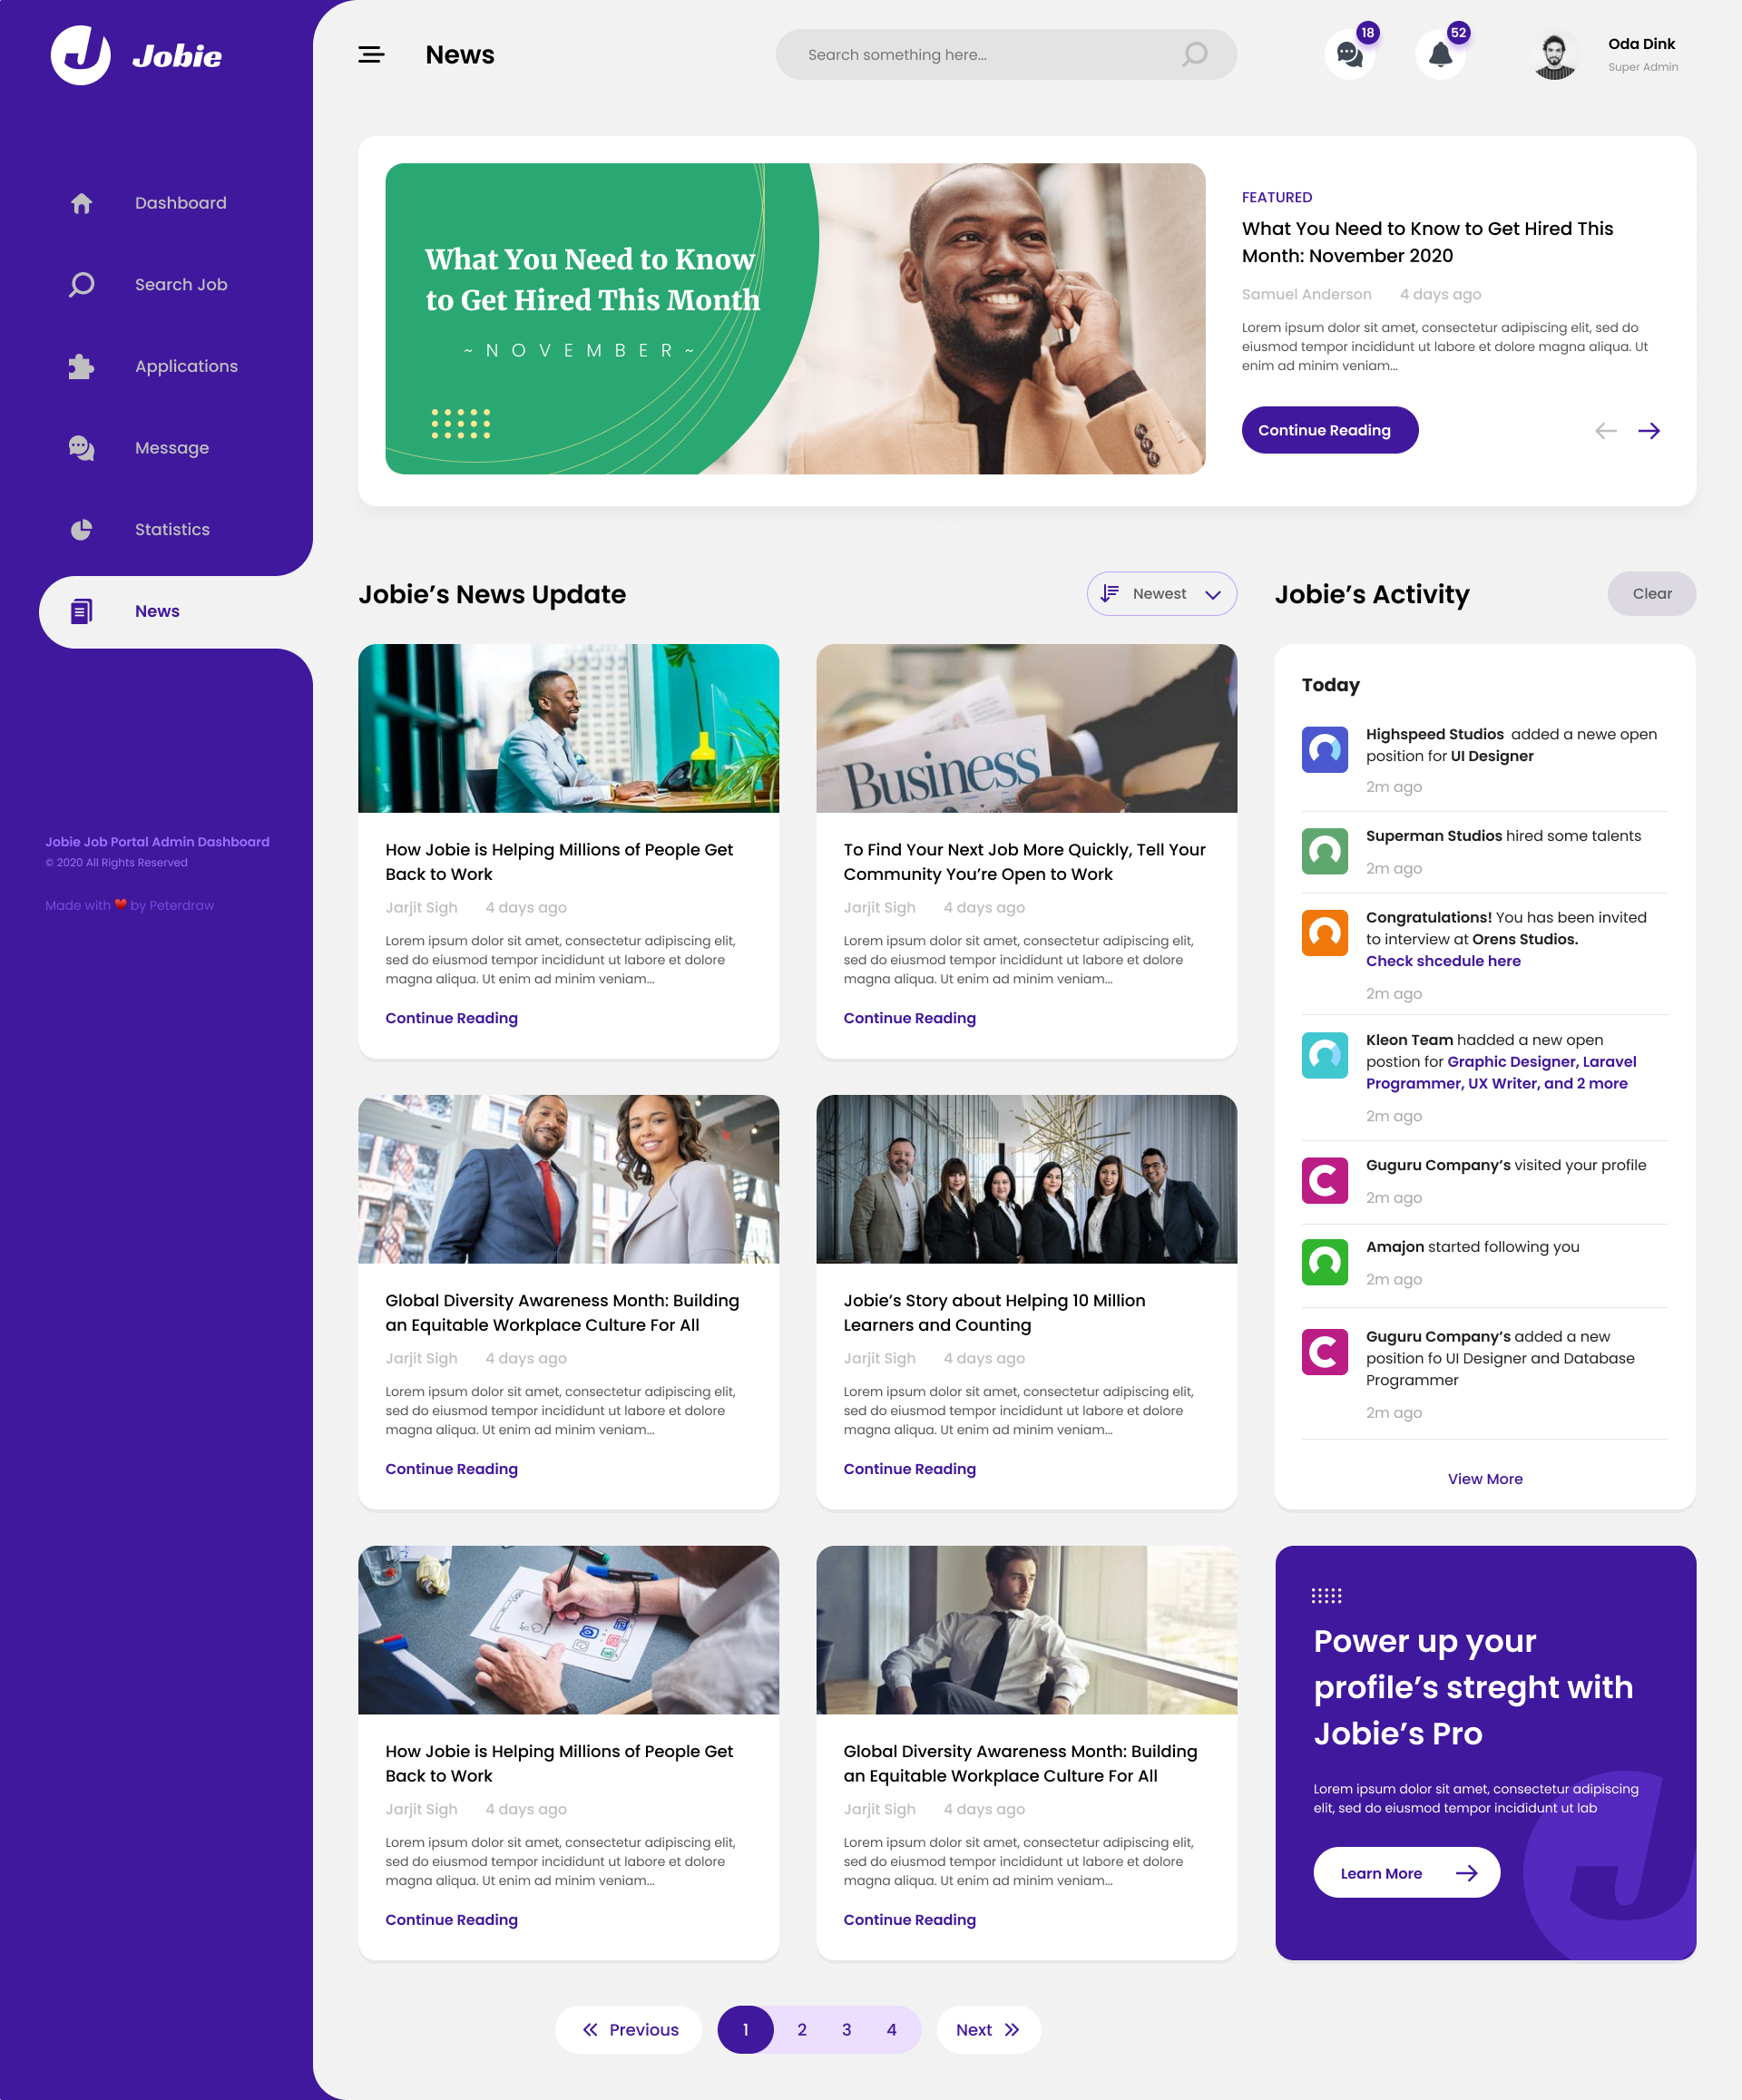 Jobie
News
Search something here...
18
52
Oda Dink
Super Admin
Dashboard
Search Job
Applications
Message
Statistics
News
Jobie Job Portal Admin Dashboard
© 2020 All Rights Reserved
Made with ❤️ by Peterdraw
What You Need to Know
to Get Hired This Month
~ NOVEMBER ~
FEATURED
What You Need to Know to Get Hired This
Month: November 2020
Samuel Anderson 4 days ago
Lorem ipsum dolor sit amet, consectetur adipiscing elit, sed do
eiusmod tempor incididunt ut labore et dolore magna aliqua. Ut
enim ad minim veniam...
Continue Reading
Jobie’s News Update
Newest
Business
How Jobie is Helping Millions of People Get
Back to Work
Jarjit Sigh 4 days ago
Lorem ipsum dolor sit amet, consectetur adipiscing elit,
sed do eiusmod tempor incididunt ut labore et dolore
magna aliqua. Ut enim ad minim veniam...
Continue Reading
To Find Your Next Job More Quickly, Tell Your
Community You’re Open to Work
Jarjit Sigh 4 days ago
Lorem ipsum dolor sit amet, consectetur adipiscing elit,
sed do eiusmod tempor incididunt ut labore et dolore
magna aliqua. Ut enim ad minim veniam...
Continue Reading
Global Diversity Awareness Month: Building
an Equitable Workplace Culture For All
Jarjit Sigh 4 days ago
Lorem ipsum dolor sit amet, consectetur adipiscing elit,
sed do eiusmod tempor incididunt ut labore et dolore
magna aliqua. Ut enim ad minim veniam...
Continue Reading
Jobie’s Story about Helping 10 Million
Learners and Counting
Jarjit Sigh 4 days ago
Lorem ipsum dolor sit amet, consectetur adipiscing elit,
sed do eiusmod tempor incididunt ut labore et dolore
magna aliqua. Ut enim ad minim veniam...
Continue Reading
How Jobie is Helping Millions of People Get
Back to Work
Jarjit Sigh 4 days ago
Lorem ipsum dolor sit amet, consectetur adipiscing elit,
sed do eiusmod tempor incididunt ut labore et dolore
magna aliqua. Ut enim ad minim veniam...
Continue Reading
Global Diversity Awareness Month: Building
an Equitable Workplace Culture For All
Jarjit Sigh 4 days ago
Lorem ipsum dolor sit amet, consectetur adipiscing elit,
sed do eiusmod tempor incididunt ut labore et dolore
magna aliqua. Ut enim ad minim veniam...
Continue Reading
Previous
1
2
3
4
Next
Jobie’s Activity
Clear
Today
Highspeed Studios added a newe open
position for UI Designer
2m ago
Superman Studios hired some talents
2m ago
Congratulations! You has been invited
to interview at Orens Studios.
Check shcedule here
2m ago
Kleon Team hadded a new open
postion for Graphic Designer, Laravel
Programmer, UX Writer, and 2 more
2m ago
Guguru Company’s visited your profile
2m ago
Amajon started following you
2m ago
Guguru Company’s added a new
position fo UI Designer and Database
Programmer
2m ago
View More
Power up your
profile’s streght with
Jobie’s Pro
Lorem ipsum dolor sit amet, consectetur adipiscing
elit, sed do eiusmod tempor incididunt ut lab
Learn More